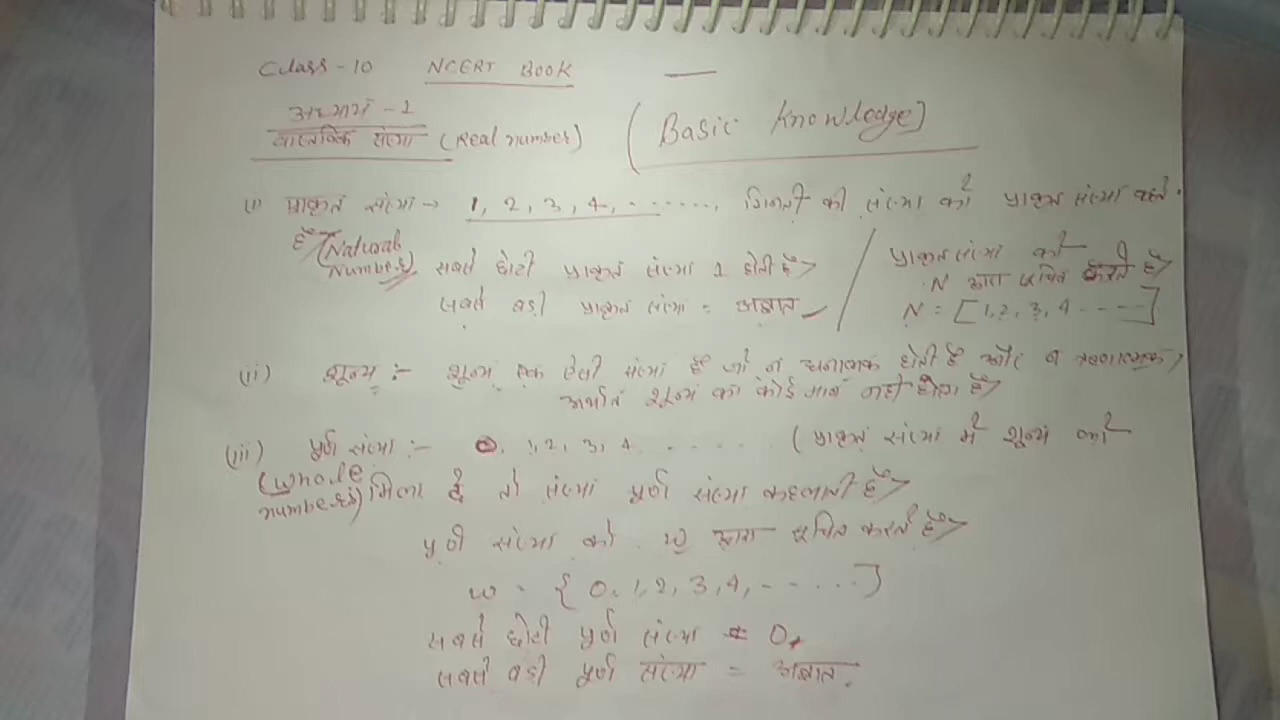 Class-10 NCERT Book —
अध्याय -1
वास्तविक संख्या (Real number) (Basic Knowledge)
(i) प्राकृत संख्या → 1, 2, 3, 4, ------, गिनती की संख्या को प्राकृत संख्या कहते
हैं (Natural Numbers) सबसे छोटी प्राकृत संख्या 1 होती है
सबसे बड़ी प्राकृत संख्या = अज्ञात
प्राकृत संख्या को
N द्वारा सूचित करते है
N = [1, 2, 3, 4 -----]
(ii) शून्य :- शून्य एक ऐसी संख्या है जो न धनात्मक होती है और न ऋणात्मक,
अर्थात शून्य का कोई मान नहीं होता है
(iii) पूर्ण संख्या :- 0, 1, 2, 3, 4 ------ (प्राकृत संख्या में शून्य को
(Whole numbers) मिला दे तो संख्या पूर्ण संख्या कहलाती है
पूर्ण संख्या को W द्वारा सूचित करते है
W = {0, 1, 2, 3, 4, ------]
सबसे छोटी पूर्ण संख्या = 0,
सबसे बड़ी पूर्ण संख्या = अज्ञात.